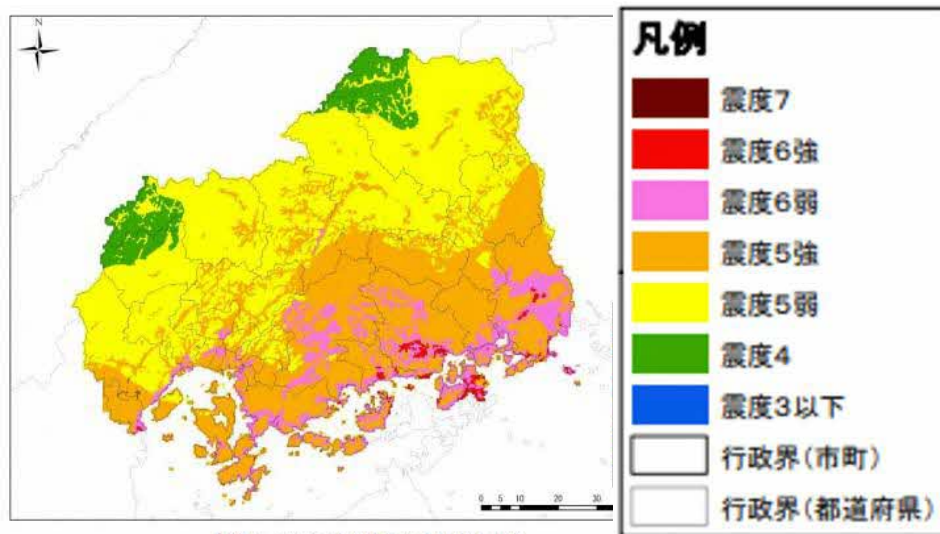 N
0 5 10 20 30
凡例
震度7
震度6強
震度6弱
震度5強
震度5弱
震度4
震度3以下
行政界(市町)
行政界(都道府県)